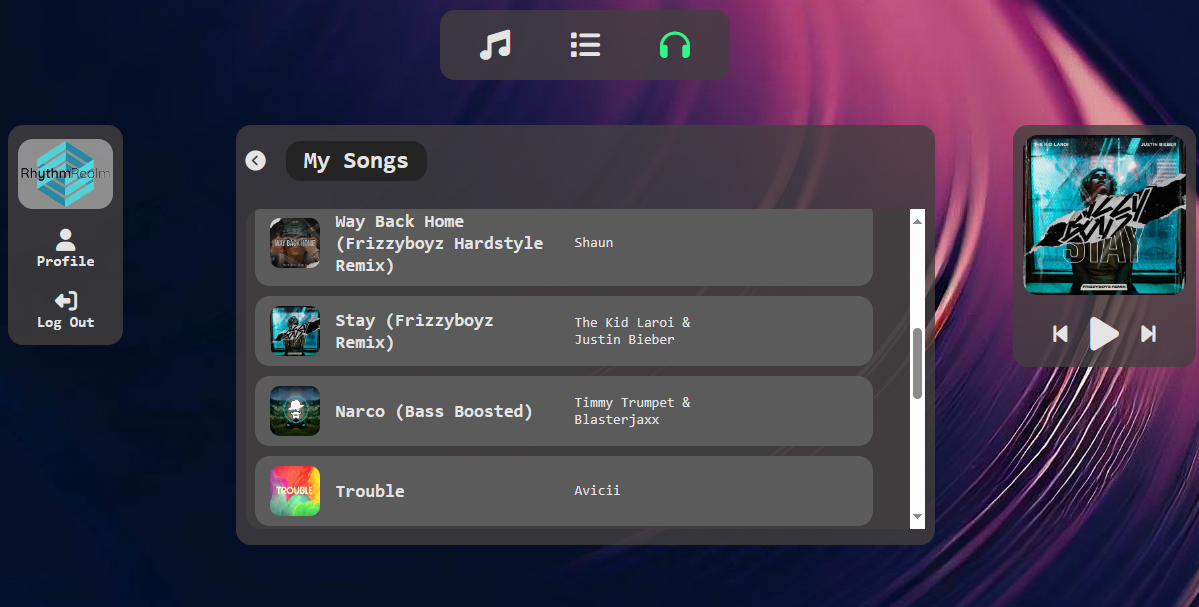 RhythmRealm
Profile
Log Out
My Songs
WAY BACK HOME
Way Back Home
(Frizzyboyz Hardstyle
Remix)
Shaun
Stay (Frizzyboyz
Remix)
The Kid Laroi &
Justin Bieber
Narco (Bass Boosted)
Timmy Trumpet &
Blasterjaxx
TROUBLE
Trouble
Avicii
THE KID LAROI
JUSTIN BIEBER
STAY
FRIZZYBOYZ REMIX